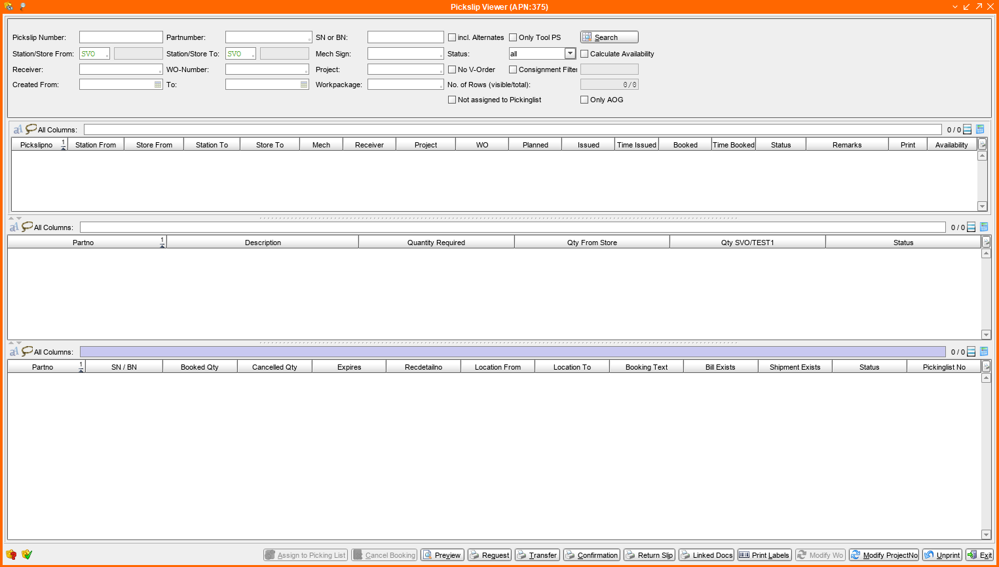 Pickslip Viewer (APN:375)
Pickslip Number: Partnumber: SN or BN: incl. Alternates Only Tool PS Search
Station/Store From: SVO Station/Store To: SVO Mech Sign: Status: all Calculate Availability
Receiver: WO-Number: Project: No V-Order Consignment Filter
Created From: To: Workpackage: No. of Rows (visible/total): 0/0
Not assigned to Pickinglist Only AOG
All Columns: 0 / 0
Pickslipno 1 Station From Store From Station To Store To Mech Receiver Project WO Planned Issued Time Issued Booked Time Booked Status Remarks Print Availability
All Columns: 0 / 0
Partno 1 Description Quantity Required Qty From Store Qty SVO/TEST1 Status
All Columns: 0 / 0
Partno 1 SN / BN Booked Qty Cancelled Qty Expires Recdetailno Location From Location To Booking Text Bill Exists Shipment Exists Status Pickinglist No
Assign to Picking List Cancel Booking Preview Request Transfer Confirmation Return Slip Linked Docs Print Labels Modify Wo Modify ProjectNo Unprint Exit